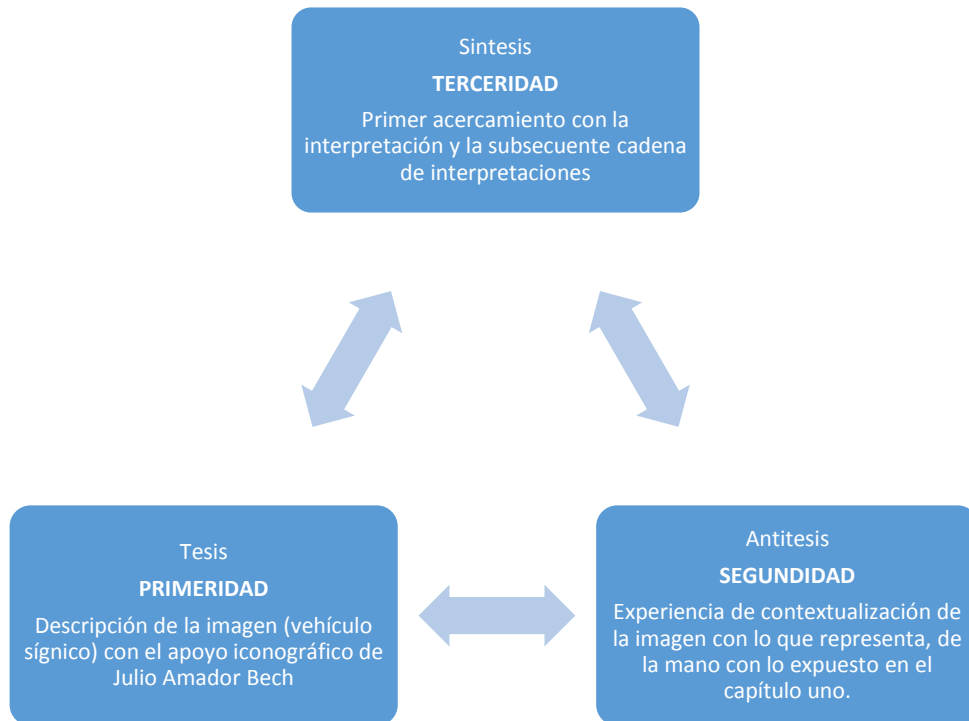 Sintesis
TERCERIDAD
Primer acercamiento con la
interpretación y la subsecuente cadena
de interpretaciones
Tesis
PRIMERIDAD
Descripción de la imagen (vehículo
sígnico) con el apoyo iconográfico de
Julio Amador Bech
Antitesis
SEGUNDIDAD
Experiencia de contextualización de
la imagen con lo que representa, de
la mano con lo expuesto en el
capítulo uno.